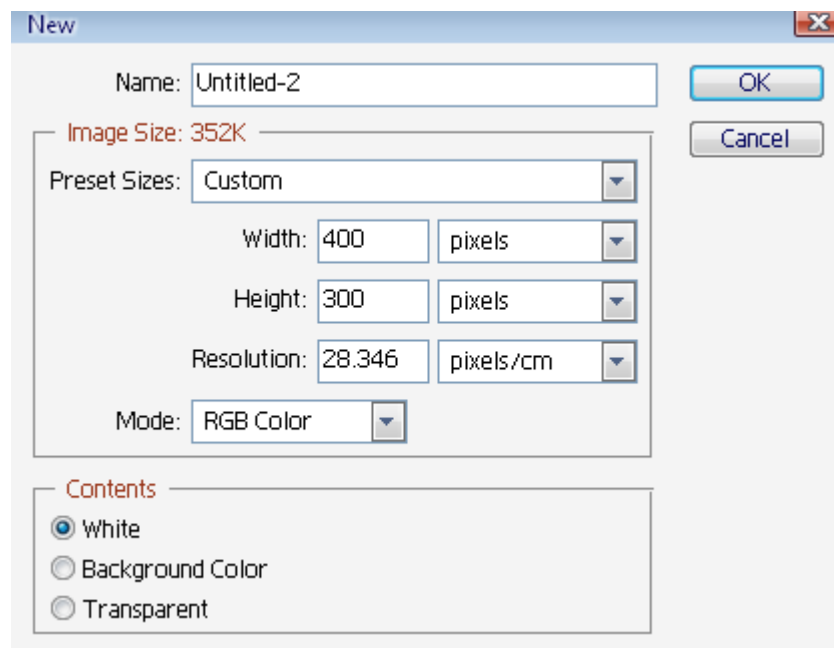 New
Name: Untitled-2
OK
Image Size: 352K
Cancel
Preset Sizes: Custom
Width: 400 pixels
Height: 300 pixels
Resolution: 28.346 pixels/cm
Mode: RGB Color
Contents
White
Background Color
Transparent